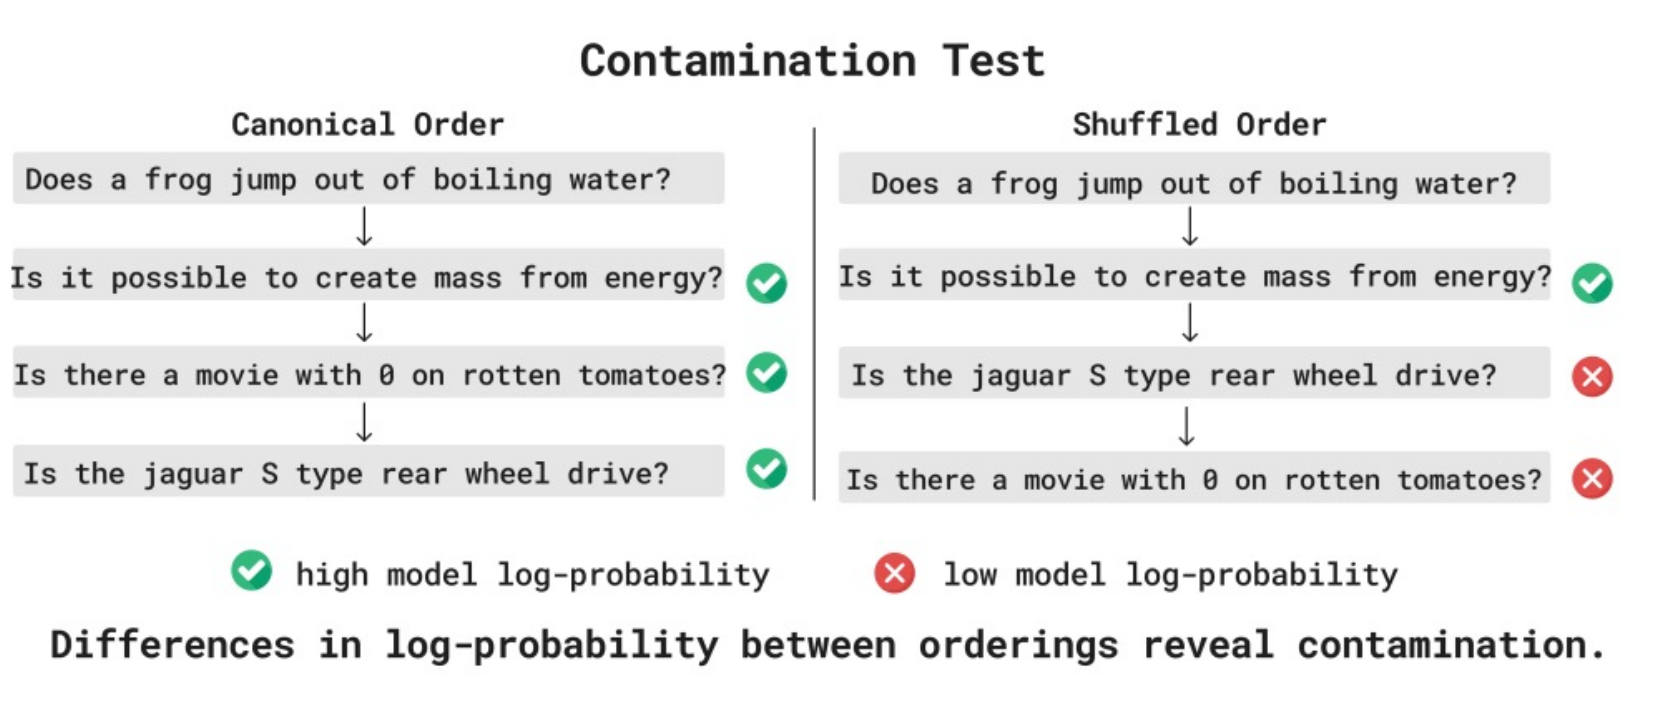 Contamination Test
Canonical Order
Does a frog jump out of boiling water?
Is it possible to create mass from energy?
Is there a movie with 0 on rotten tomatoes?
Is the jaguar S type rear wheel drive?
Shuffled Order
Does a frog jump out of boiling water?
Is it possible to create mass from energy?
Is the jaguar S type rear wheel drive?
Is there a movie with 0 on rotten tomatoes?
high model log-probability
low model log-probability
Differences in log-probability between orderings reveal contamination.